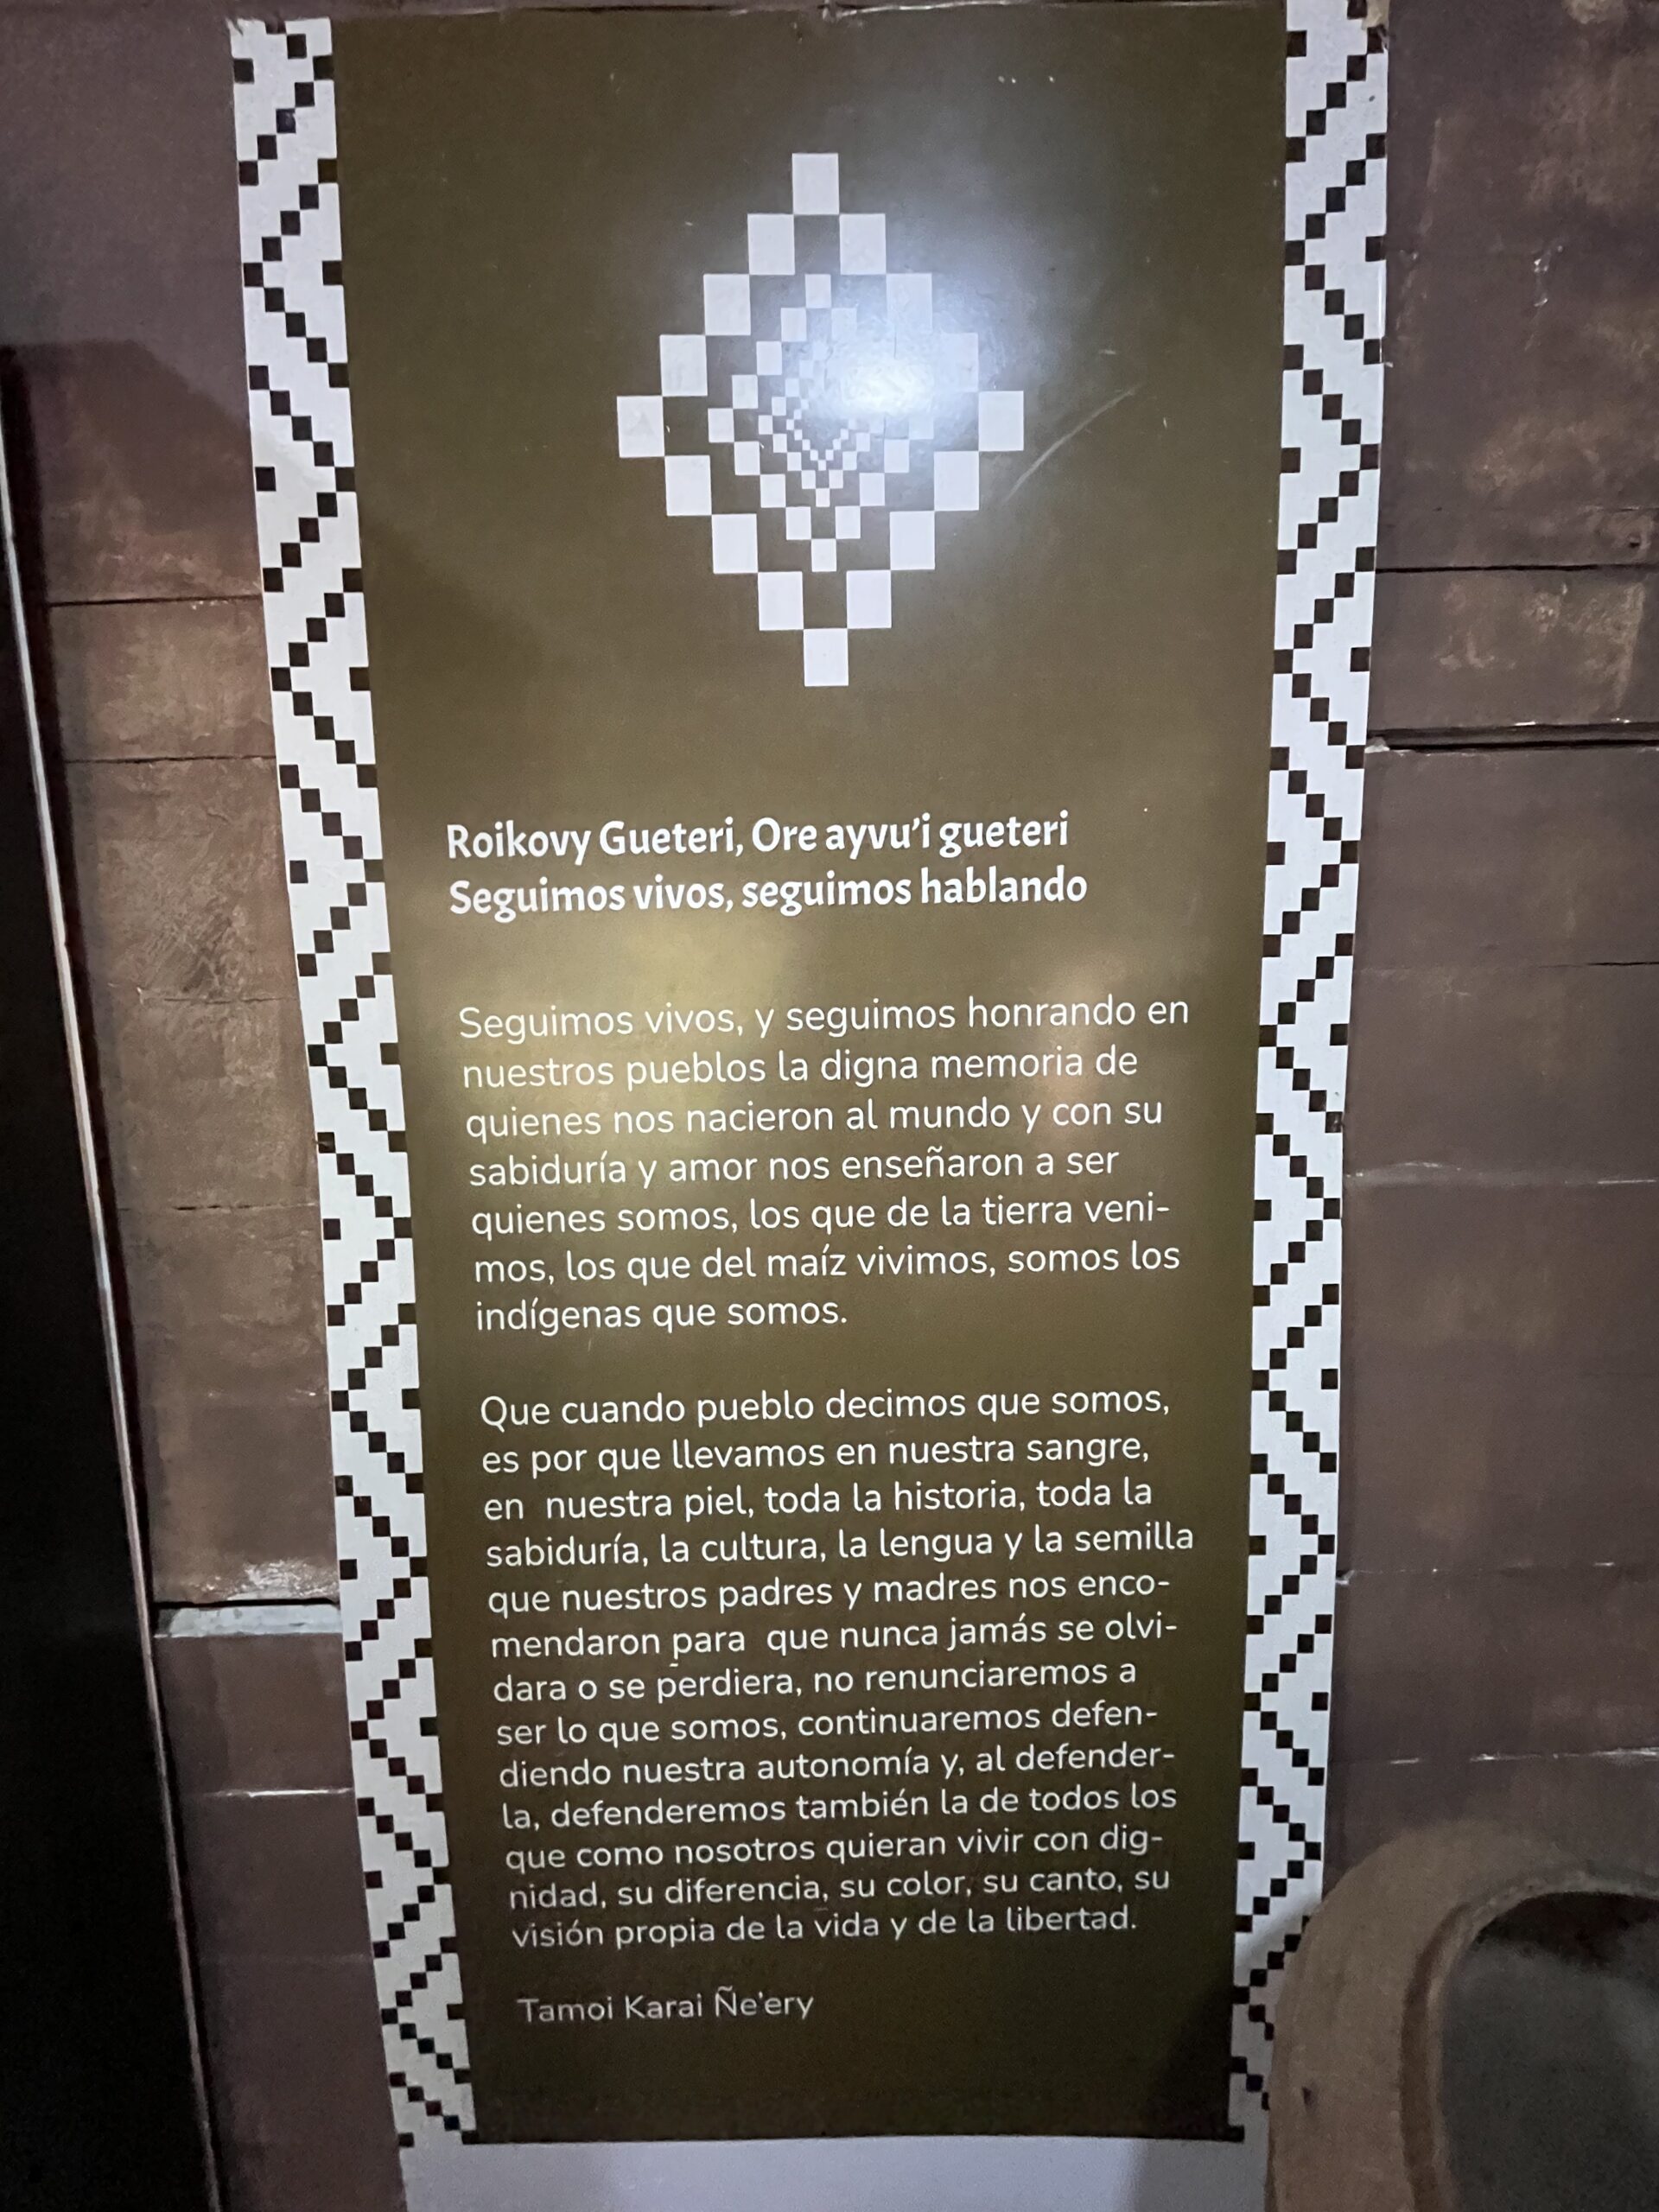 Roikovy Gueteri, Ore ayvu’i gueteri
Seguimos vivos, seguimos hablando
Seguimos vivos, y seguimos honrando en
nuestros pueblos la digna memoria de
quienes nos nacieron al mundo y con su
sabiduría y amor nos enseñaron a ser
quienes somos, los que de la tierra veni-
mos, los que del maíz vivimos, somos los
indígenas que somos.
Que cuando pueblo decimos que somos,
es por que llevamos en nuestra sangre,
en nuestra piel, toda la historia, toda la
sabiduría, la cultura, la lengua y la semilla
que nuestros padres y madres nos enco-
mendaron para que nunca jamás se olvi-
dara o se perdiera, no renunciaremos a
ser lo que somos, continuaremos defen-
diendo nuestra autonomía y, al defender-
la, defenderemos también la de todos los
que como nosotros quieran vivir con dig-
nidad, su diferencia, su color, su canto, su
visión propia de la vida y de la libertad.
Tamoi Karai Ñe'ery